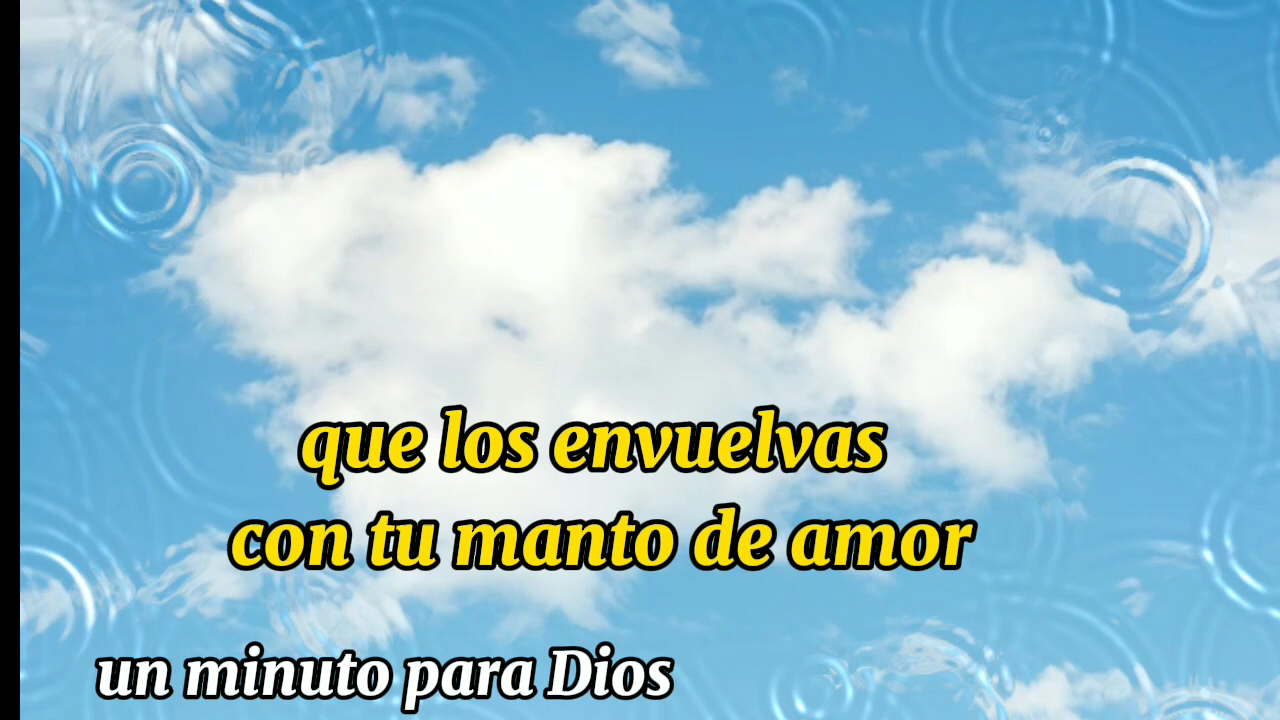 que los envuelvas
con tu manto de amor
un minuto para Dios